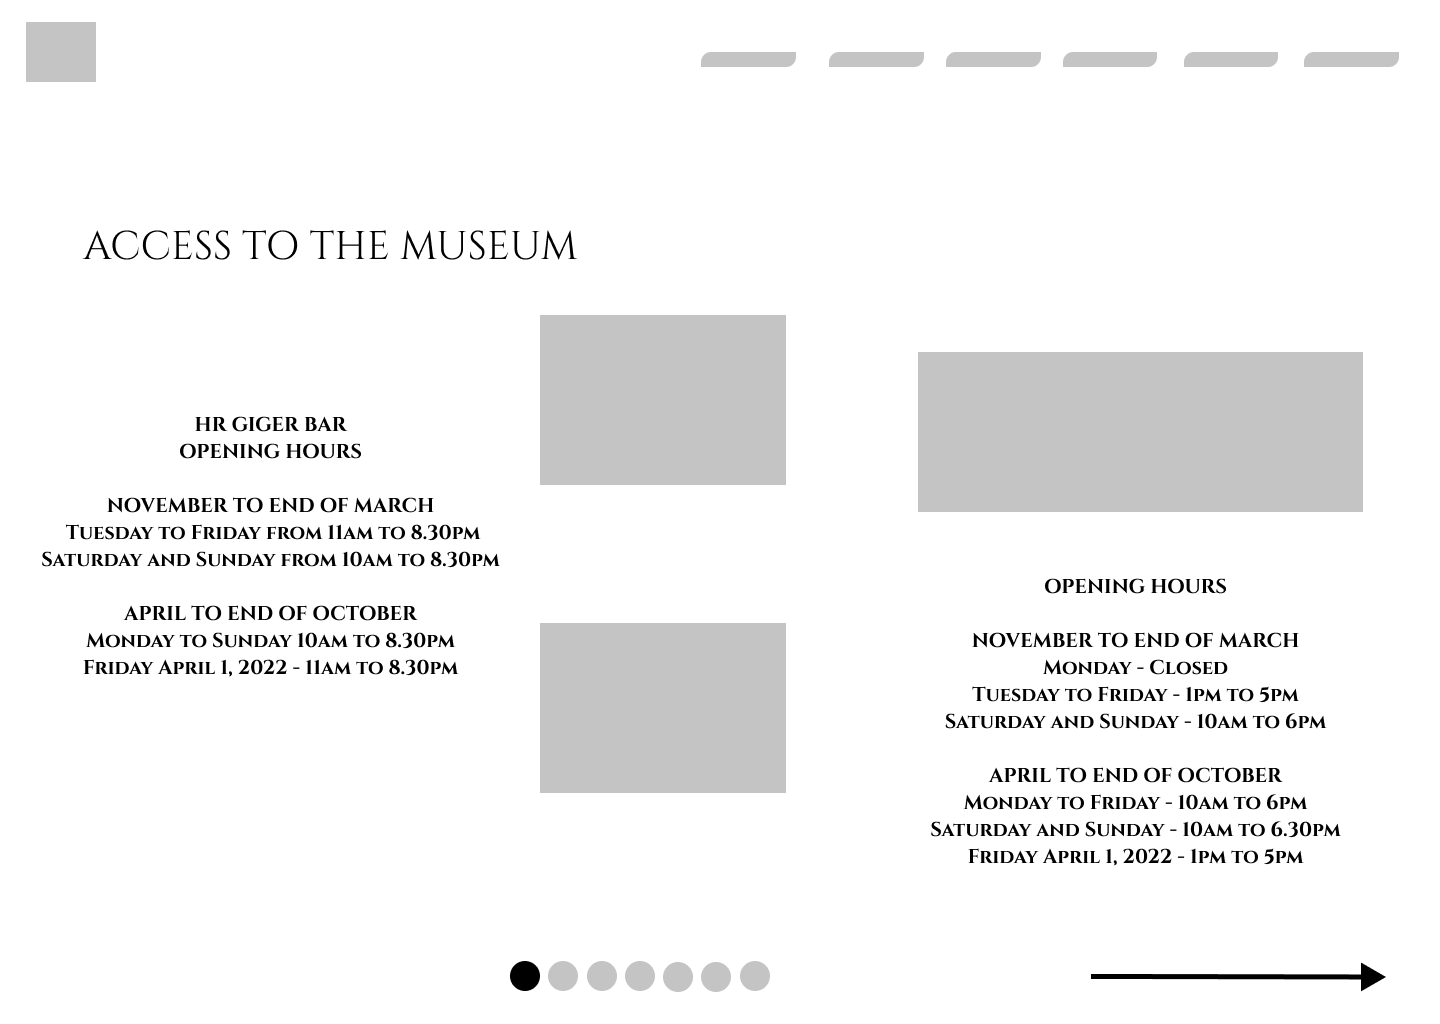 ACCESS TO THE MUSEUM
HR GIGER BAR
OPENING HOURS
NOVEMBER TO END OF MARCH
Tuesday to Friday from 11am to 8.30pm
Saturday and Sunday from 10am to 8.30pm
APRIL TO END OF OCTOBER
Monday to Sunday 10am to 8.30pm
Friday April 1, 2022 - 11am to 8.30pm
OPENING HOURS
NOVEMBER TO END OF MARCH
Monday - Closed
Tuesday to Friday - 1pm to 5pm
Saturday and Sunday - 10am to 6pm
APRIL TO END OF OCTOBER
Monday to Friday - 10am to 6pm
Saturday and Sunday - 10am to 6.30pm
Friday April 1, 2022 - 1pm to 5pm